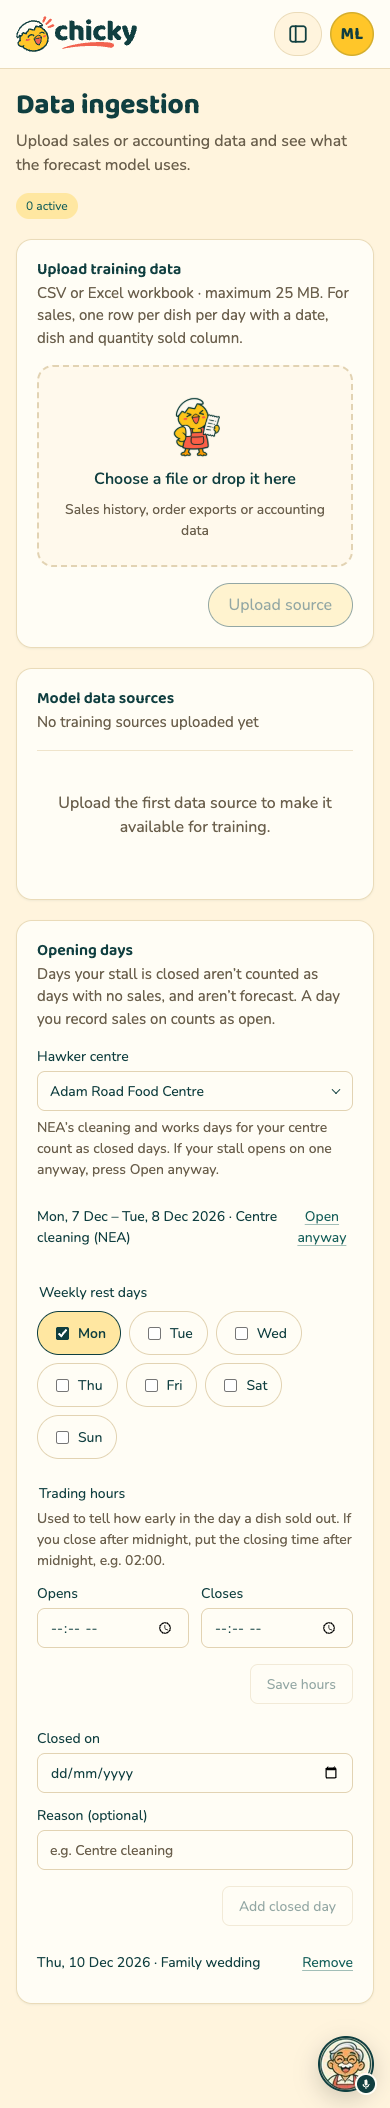 chicky
MŁ
Data ingestion
Upload sales or accounting data and see what
the forecast model uses.
0 active
Upload training data
CSV or Excel workbook · maximum 25 MB. For
sales, one row per dish per day with a date,
dish and quantity sold column.
Choose a file or drop it here
Sales history, order exports or accounting
data
Upload source
Model data sources
No training sources uploaded yet
Upload the first data source to make it
available for training.
Opening days
Days your stall is closed aren’t counted as
days with no sales, and aren’t forecast. A day
you record sales on counts as open.
Hawker centre
Adam Road Food Centre
NEA’s cleaning and works days for your centre
count as closed days. If your stall opens on one
anyway, press Open anyway.
Mon, 7 Dec – Tue, 8 Dec 2026 · Centre
cleaning (NEA)
Open
anyway
Weekly rest days
Mon Tue Wed
Thu Fri Sat
Sun
Trading hours
Used to tell how early in the day a dish sold out. If
you close after midnight, put the closing time after
midnight, e.g. 02:00.
Opens Closes
--:-- -- --:-- --
Save hours
Closed on
dd/mm/yyyy
Reason (optional)
e.g. Centre cleaning
Add closed day
Thu, 10 Dec 2026 · Family wedding Remove